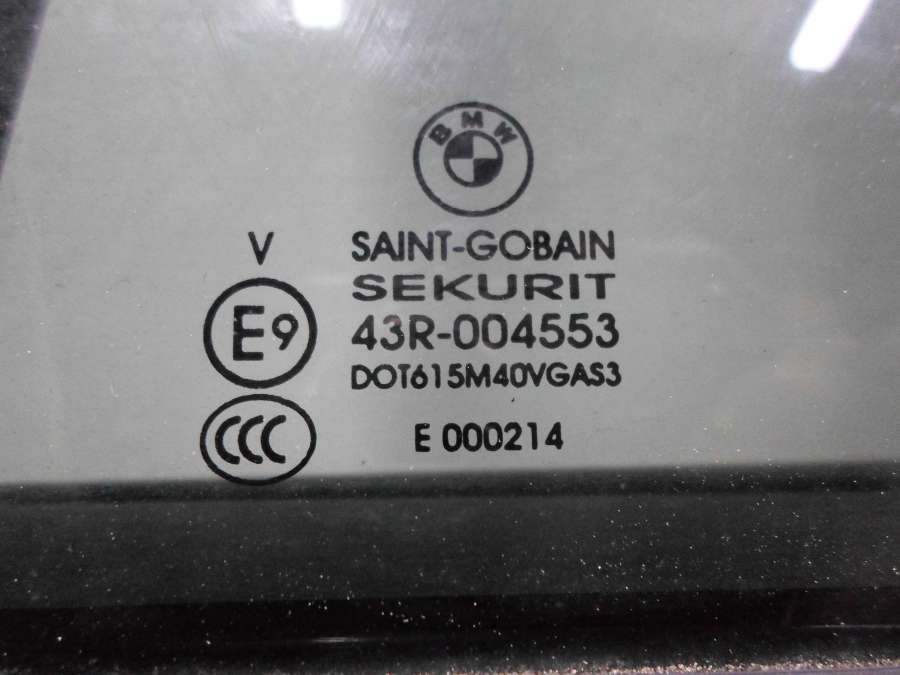 BMW
V
SAINT-GOBAIN
SEKURIT
E9
43R-004553
DOT615M40VGAS3
CCC
E 000214